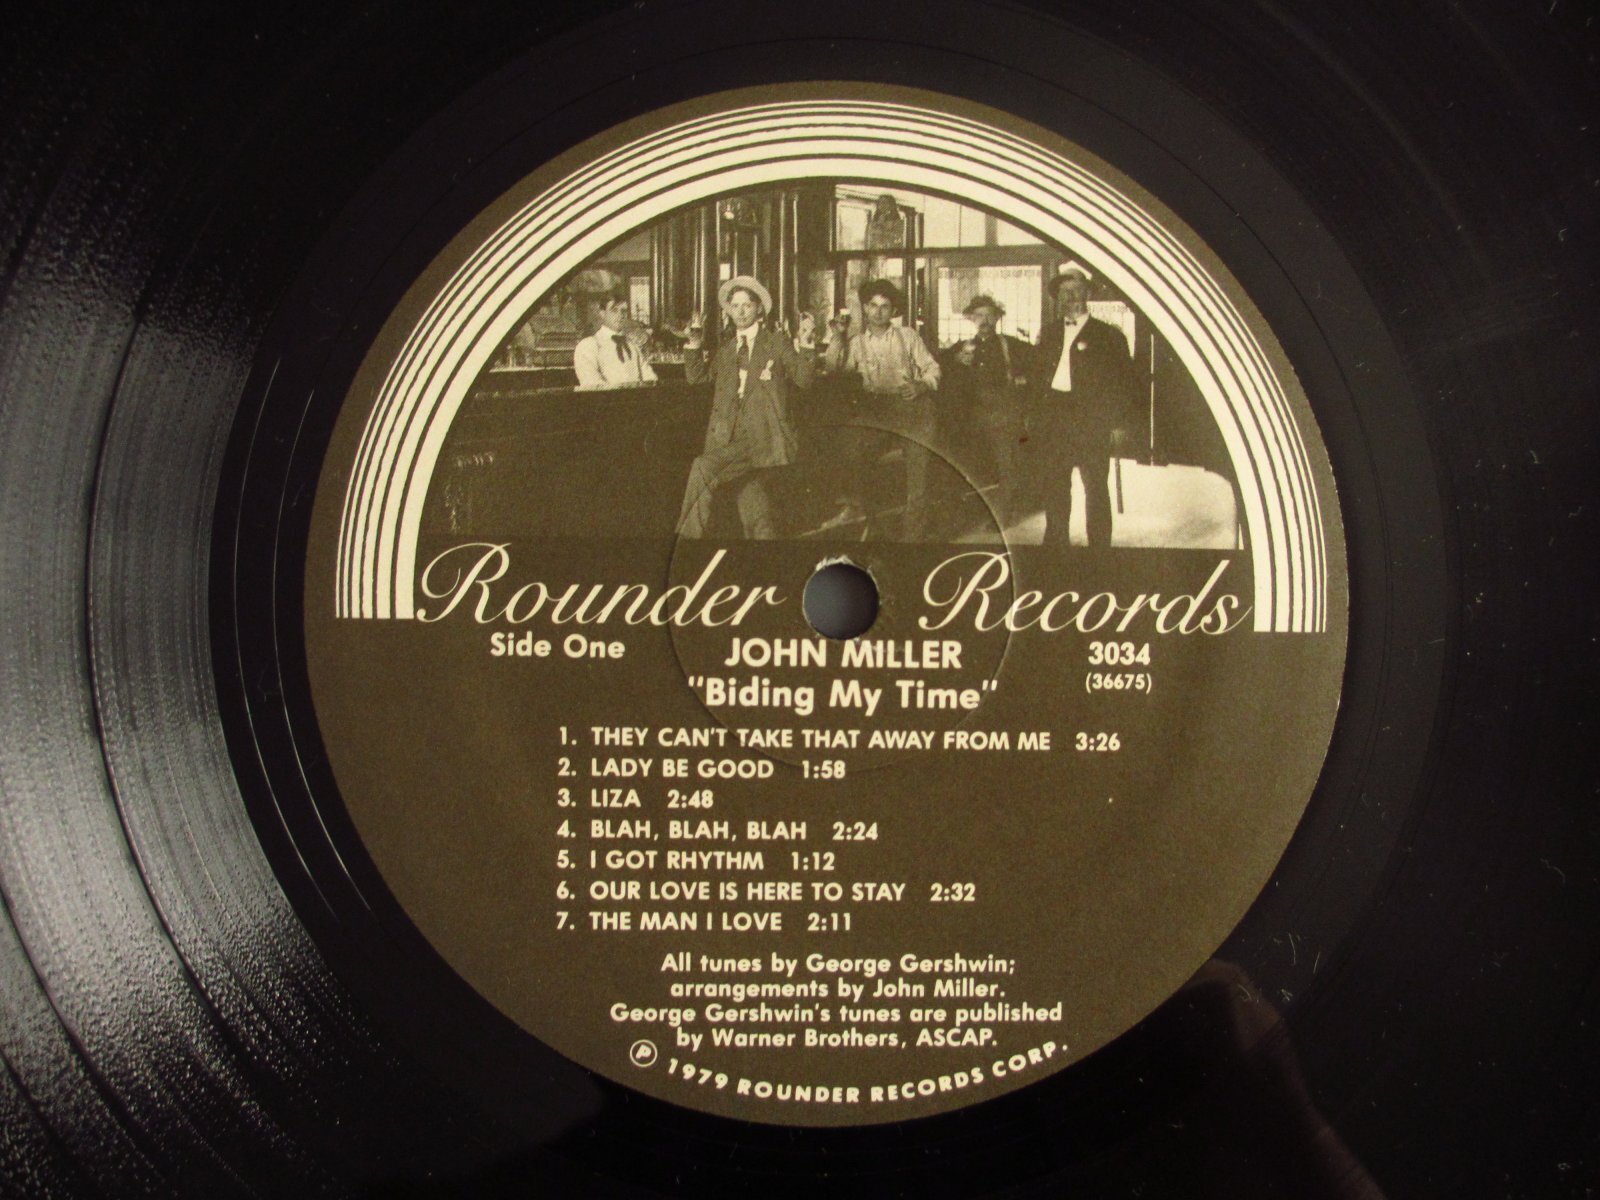 Rounder Records
Side One
JOHN MILLER
3034
"Biding My Time"
(36675)
1. THEY CAN'T TAKE THAT AWAY FROM ME 3:26
2. LADY BE GOOD 1:58
3. LIZA 2:48
4. BLAH, BLAH, BLAH 2:24
5. I GOT RHYTHM 1:12
6. OUR LOVE IS HERE TO STAY 2:32
7. THE MAN I LOVE 2:11
All tunes by George Gershwin;
arrangements by John Miller.
George Gershwin's tunes are published
by Warner Brothers, ASCAP.
℗ 1979 ROUNDER RECORDS CORP.